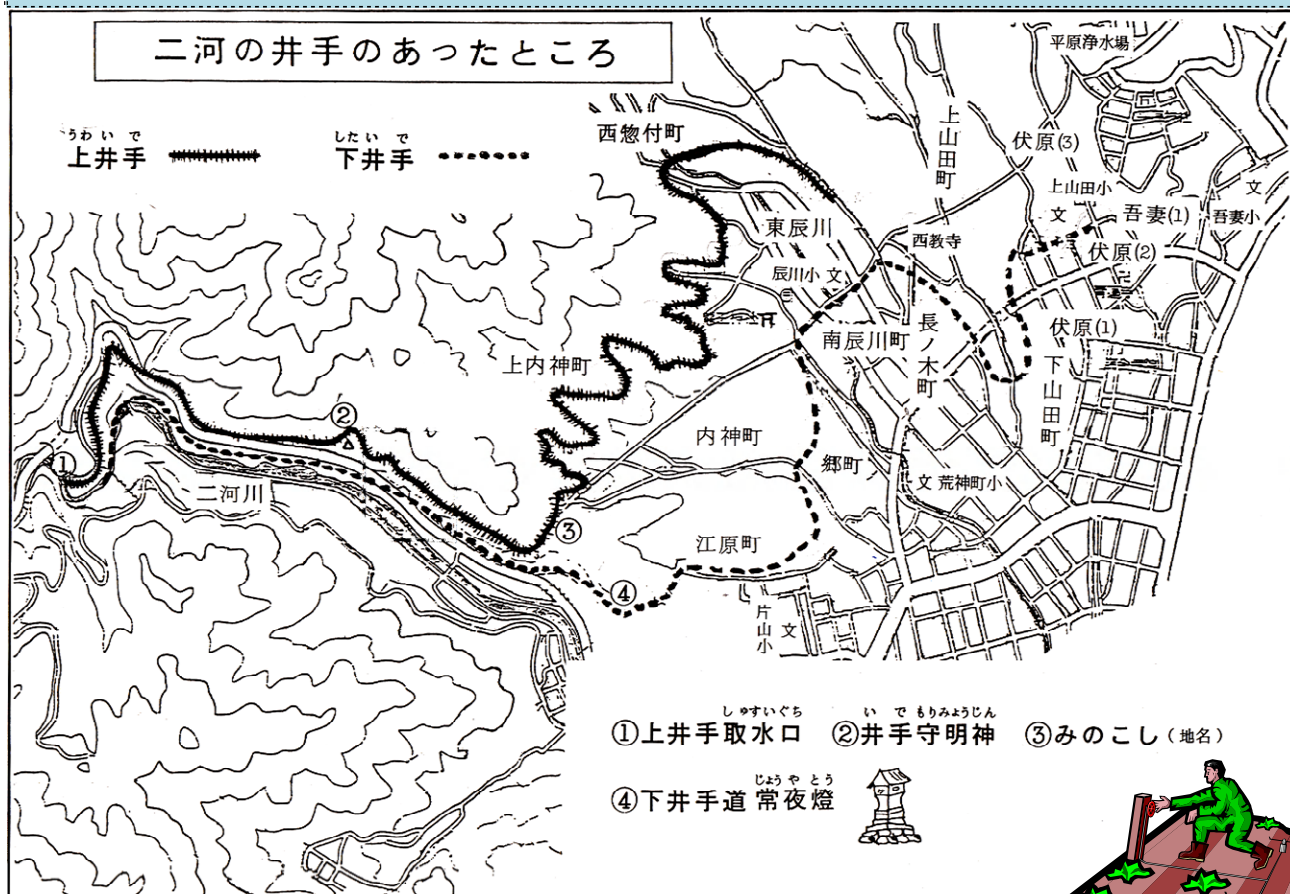 二河の井手のあったところ
うわいで
上井手
したいで
下井手
平原浄水場
西惣付町
上山田町
伏原(3)
上山田小
文
文
吾妻(1)
吾妻小
東辰川
西教寺
伏原(2)
辰川小 文
長ノ木町
南辰川町
伏原(1)
下山田町
上内神町
②
①
内神町
郷町
二河川
文 荒神町小
③
江原町
④
片山小
文
しゅすいぐち
①上井手取水口
いでもりみょうじん
②井手守明神
③みのこし(地名)
じょうやとう
④下井手道常夜燈